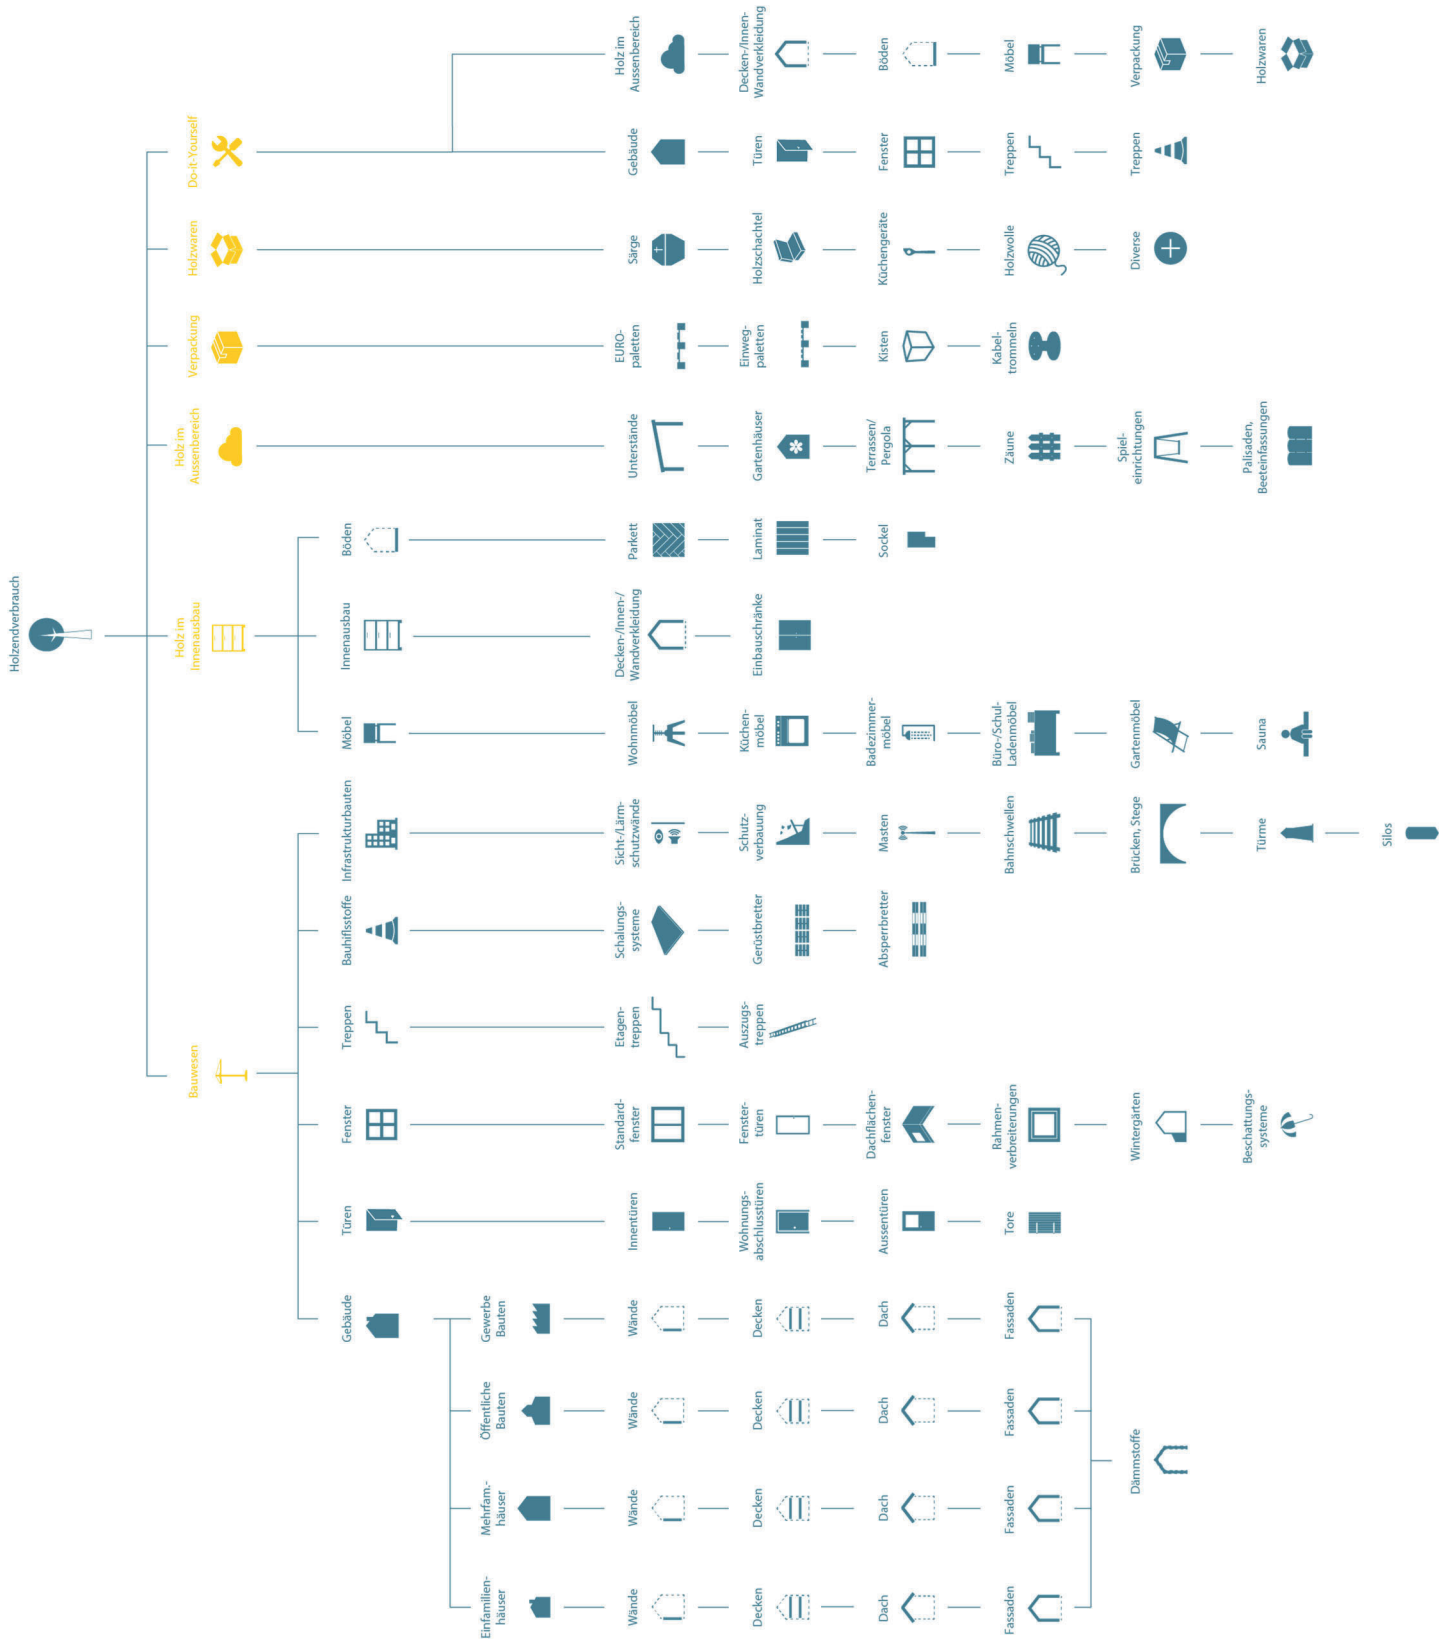 Holzendverbrauch
Bauwesen
Holz im
Innenausbau
Holz im
Aussenbereich
Verpackung
Holzwaren
Do-it-Yourself
Gebäude
Türen
Fenster
Treppen
Bauhiflsstoffe
Infrastrukturbauten
Möbel
Innenausbau
Böden
Einfamilien-
häuser
Mehrfam.-
häuser
Öffentliche
Bauten
Gewerbe
Bauten
Wände
Wände
Wände
Wände
Innentüren
Standard-
fenster
Etagen-
treppen
Schalungs-
systeme
Sicht-/Lärm-
schutzwände
Wohnmöbel
Decken-/Innen-/
Wandverkleidung
Parkett
Unterstände
EURO-
paletten
Särge
Gebäude
Holz im
Aussenbereich
Decken
Decken
Decken
Decken
Wohnungs-
abschlusstüren
Fenster-
türen
Auszugs-
treppen
Gerüstbretter
Schutz-
verbauung
Küchen-
möbel
Einbauschränke
Laminat
Gartenhäuser
Einweg-
paletten
Holzschachtel
Türen
Decken-/Innen-
Wandverkleidung
Dach
Dach
Dach
Dach
Aussentüren
Dachflächen-
fenster
Absperrbretter
Masten
Badezimmer-
möbel
Sockel
Terrassen/
Pergola
Kisten
Küchengeräte
Fenster
Böden
Fassaden
Fassaden
Fassaden
Fassaden
Tore
Rahmen-
verbreiterungen
Bahnschwellen
Büro-/Schul-
Ladenmöbel
Zäune
Kabel-
trommeln
Holzwolle
Treppen
Möbel
Dämmstoffe
Wintergärten
Brücken, Stege
Gartenmöbel
Spiel-
einrichtungen
Diverse
Treppen
Verpackung
Beschattungs-
systeme
Türme
Sauna
Palisaden,
Beeteinfassungen
Holzwaren
Silos